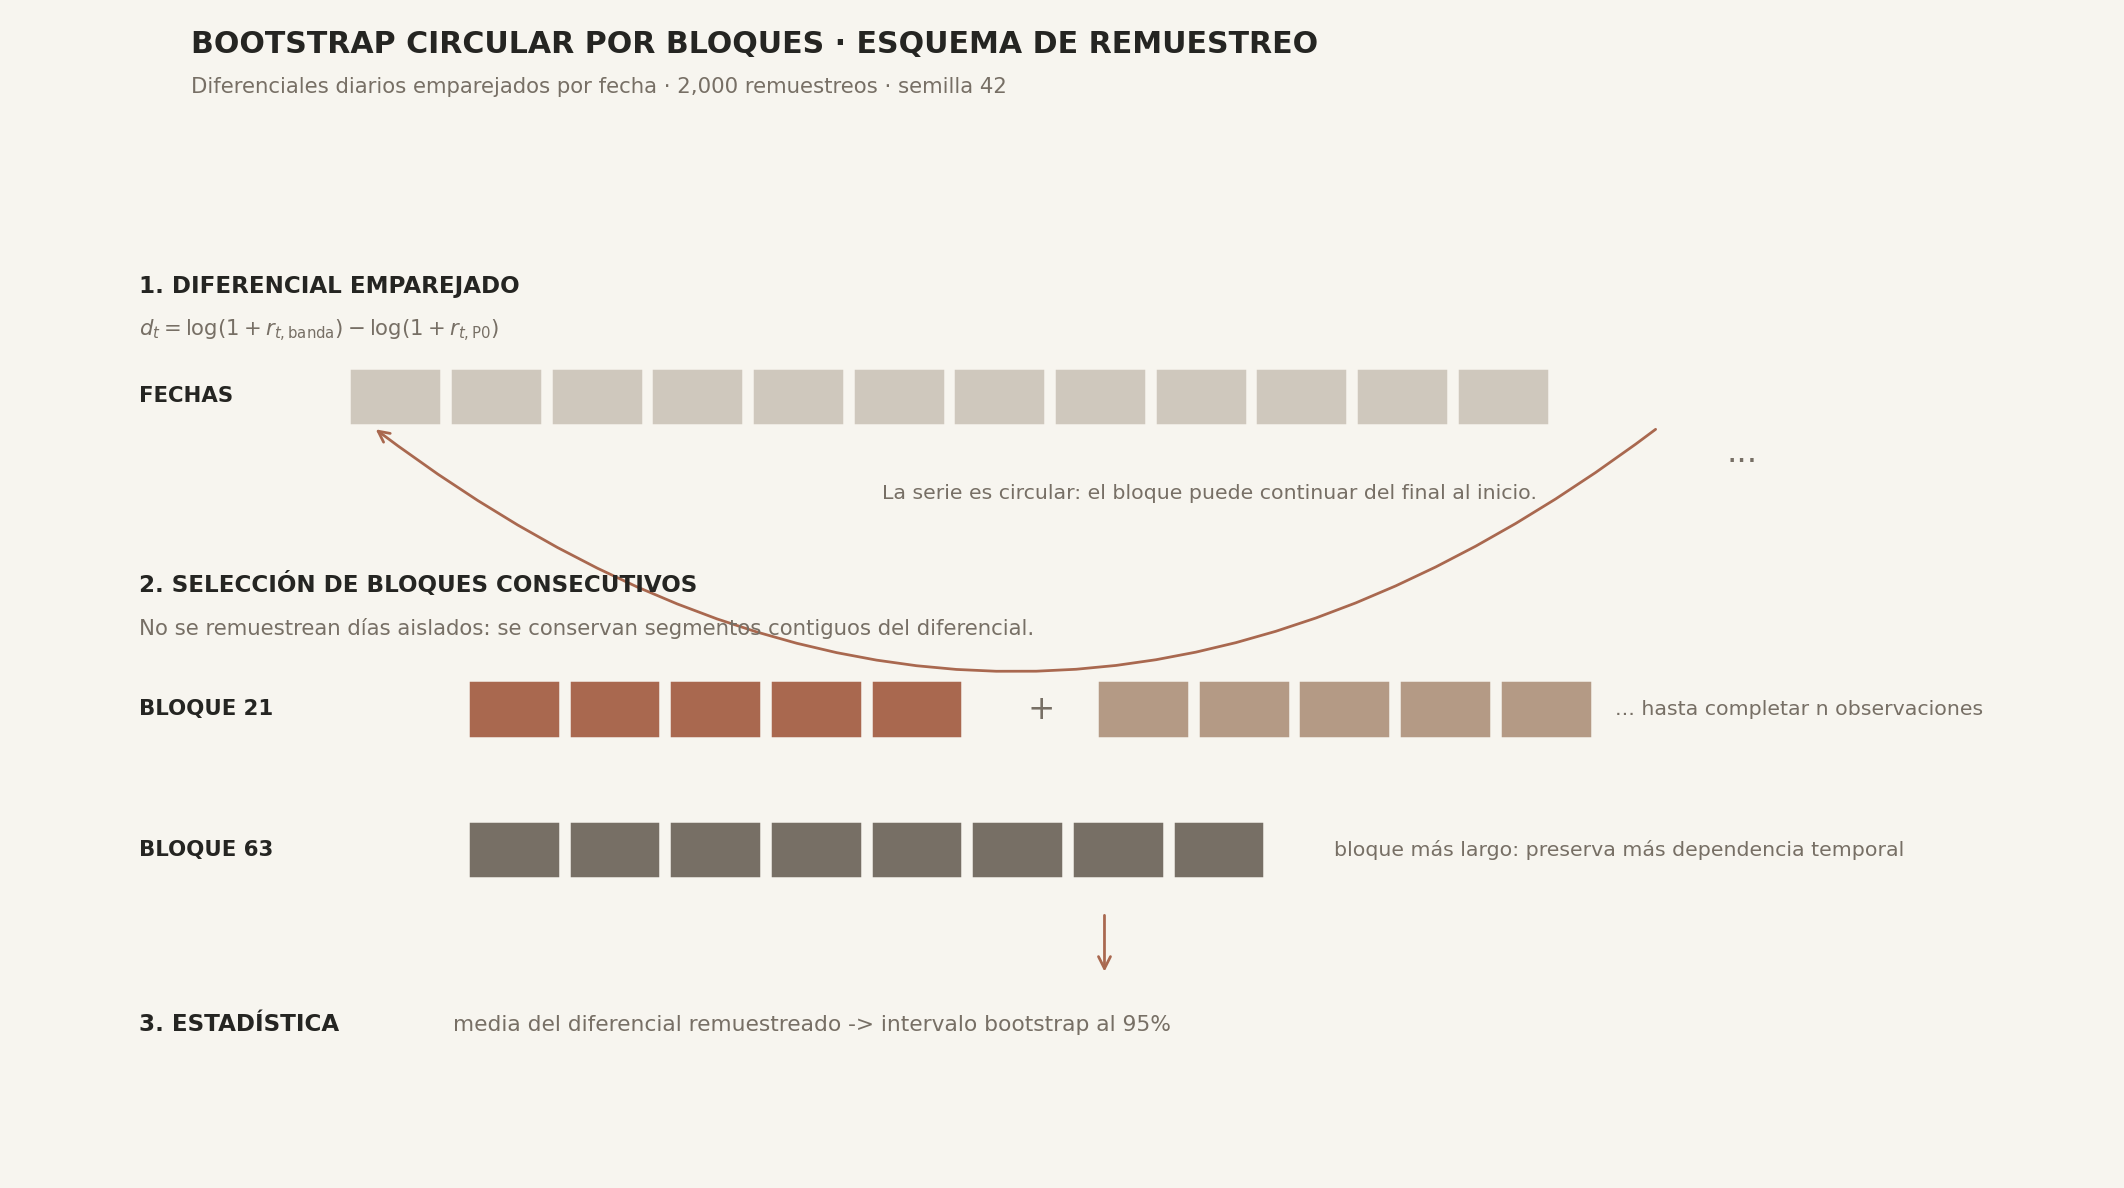 BOOTSTRAP CIRCULAR POR BLOQUES · ESQUEMA DE REMUESTREO
Diferenciales diarios emparejados por fecha · 2,000 remuestreos · semilla 42
1. DIFERENCIAL EMPAREJADO
d_t = log(1 + r_{t,banda}) − log(1 + r_{t,P0})
FECHAS
...
La serie es circular: el bloque puede continuar del final al inicio.
2. SELECCIÓN DE BLOQUES CONSECUTIVOS
No se remuestrean días aislados: se conservan segmentos contiguos del diferencial.
BLOQUE 21 + ... hasta completar n observaciones
BLOQUE 63 bloque más largo: preserva más dependencia temporal
3. ESTADÍSTICA media del diferencial remuestreado -> intervalo bootstrap al 95%